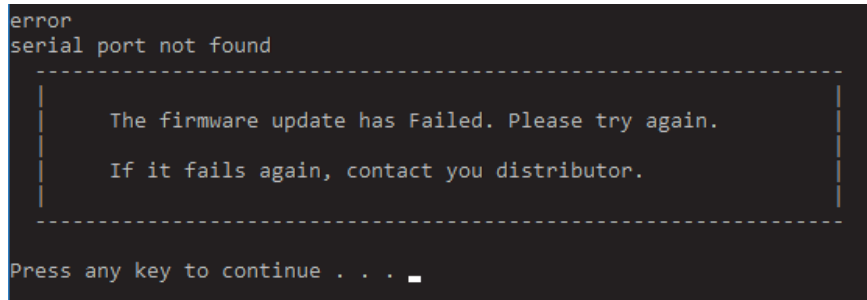 error
serial port not found
The firmware update has Failed. Please try again.
If it fails again, contact you distributor.
Press any key to continue . . .